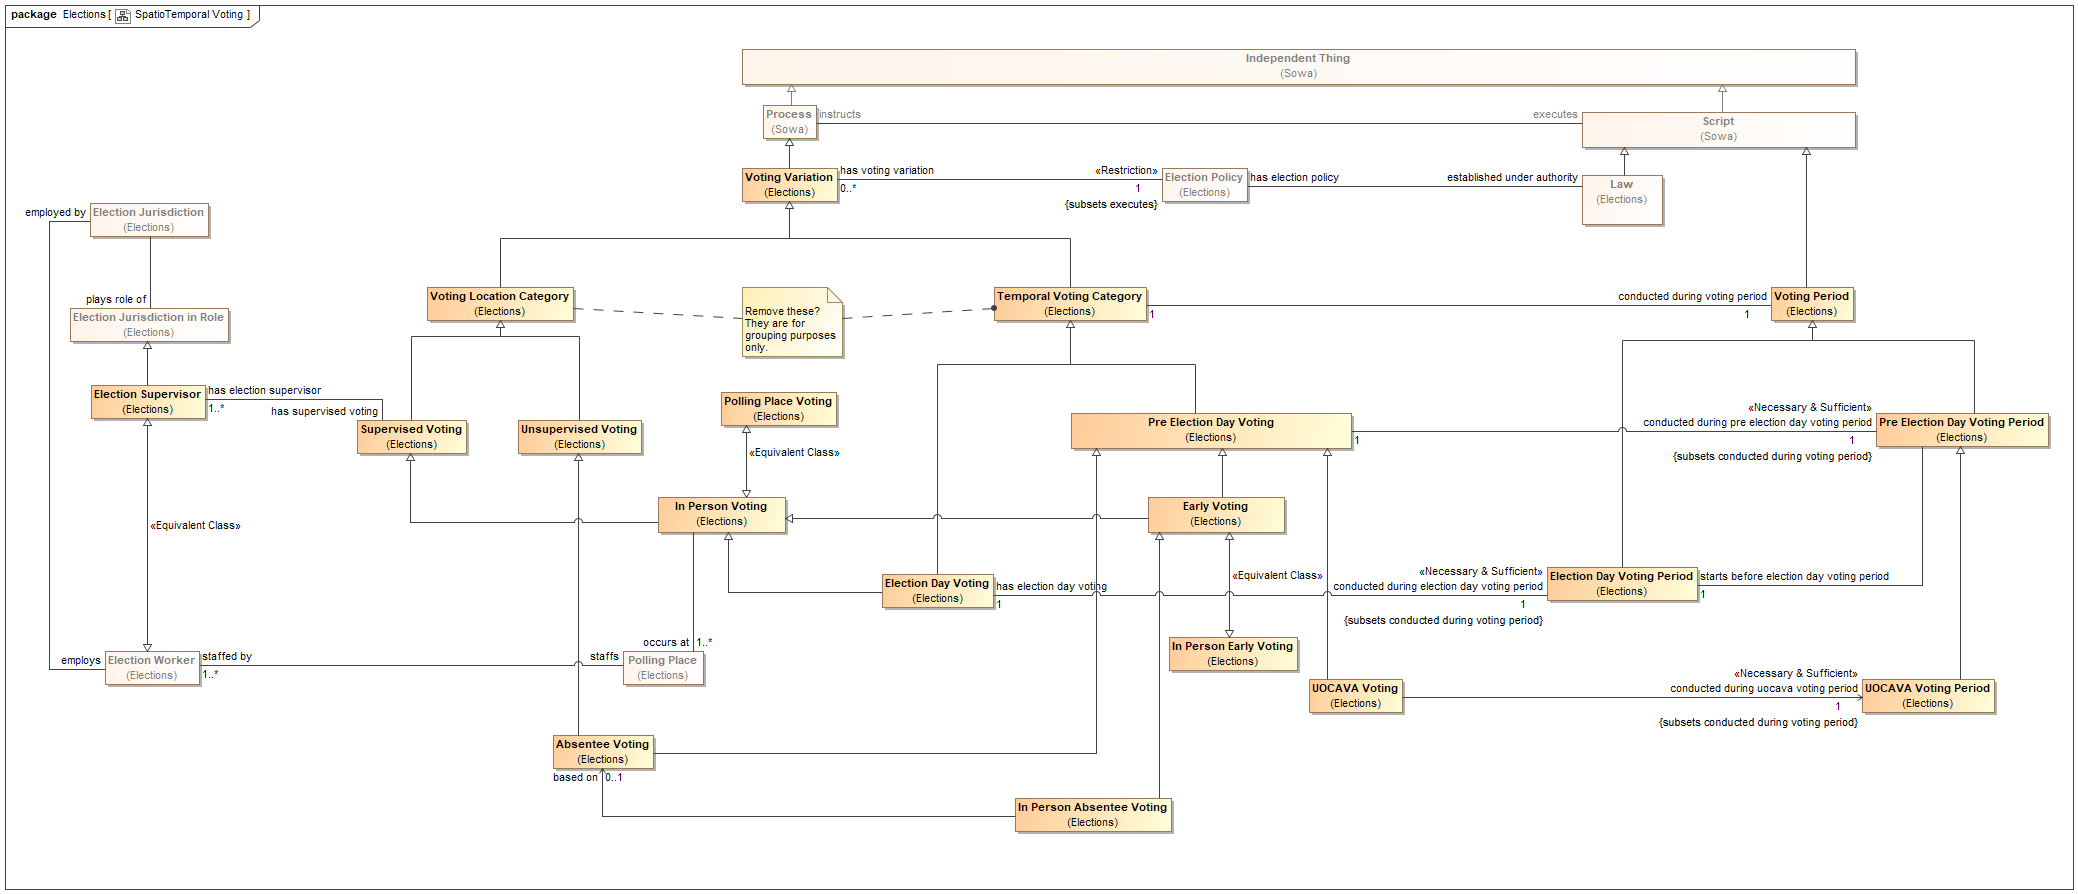 package Elections [ SpatioTemporal Voting ]
Independent Thing
(Sowa)
Process
(Sowa)
instructs
executes
Script
(Sowa)
Voting Variation
(Elections)
has voting variation
0..*
«Restriction»
1
{subsets executes}
Election Policy
(Elections)
has election policy
established under authority
Law
(Elections)
employed by
Election Jurisdiction
(Elections)
plays role of
Election Jurisdiction in Role
(Elections)
Voting Location Category
(Elections)
Remove these?
They are for
grouping purposes
only.
Temporal Voting Category
(Elections)
1
conducted during voting period
1
Voting Period
(Elections)
Election Supervisor
(Elections)
has election supervisor
1..*
has supervised voting
Supervised Voting
(Elections)
Unsupervised Voting
(Elections)
Polling Place Voting
(Elections)
«Equivalent Class»
Pre Election Day Voting
(Elections)
1
«Necessary & Sufficient»
conducted during pre election day voting period
1
{subsets conducted during voting period}
Pre Election Day Voting Period
(Elections)
In Person Voting
(Elections)
Early Voting
(Elections)
«Equivalent Class»
«Equivalent Class»
Election Day Voting
(Elections)
has election day voting
1
«Necessary & Sufficient»
conducted during election day voting period
1
{subsets conducted during voting period}
Election Day Voting Period
(Elections)
starts before election day voting period
1
In Person Early Voting
(Elections)
employs
Election Worker
(Elections)
staffed by
1..*
staffs
occurs at
1..*
Polling Place
(Elections)
UOCAVA Voting
(Elections)
«Necessary & Sufficient»
conducted during uocava voting period
1
{subsets conducted during voting period}
UOCAVA Voting Period
(Elections)
Absentee Voting
(Elections)
based on
0..1
In Person Absentee Voting
(Elections)